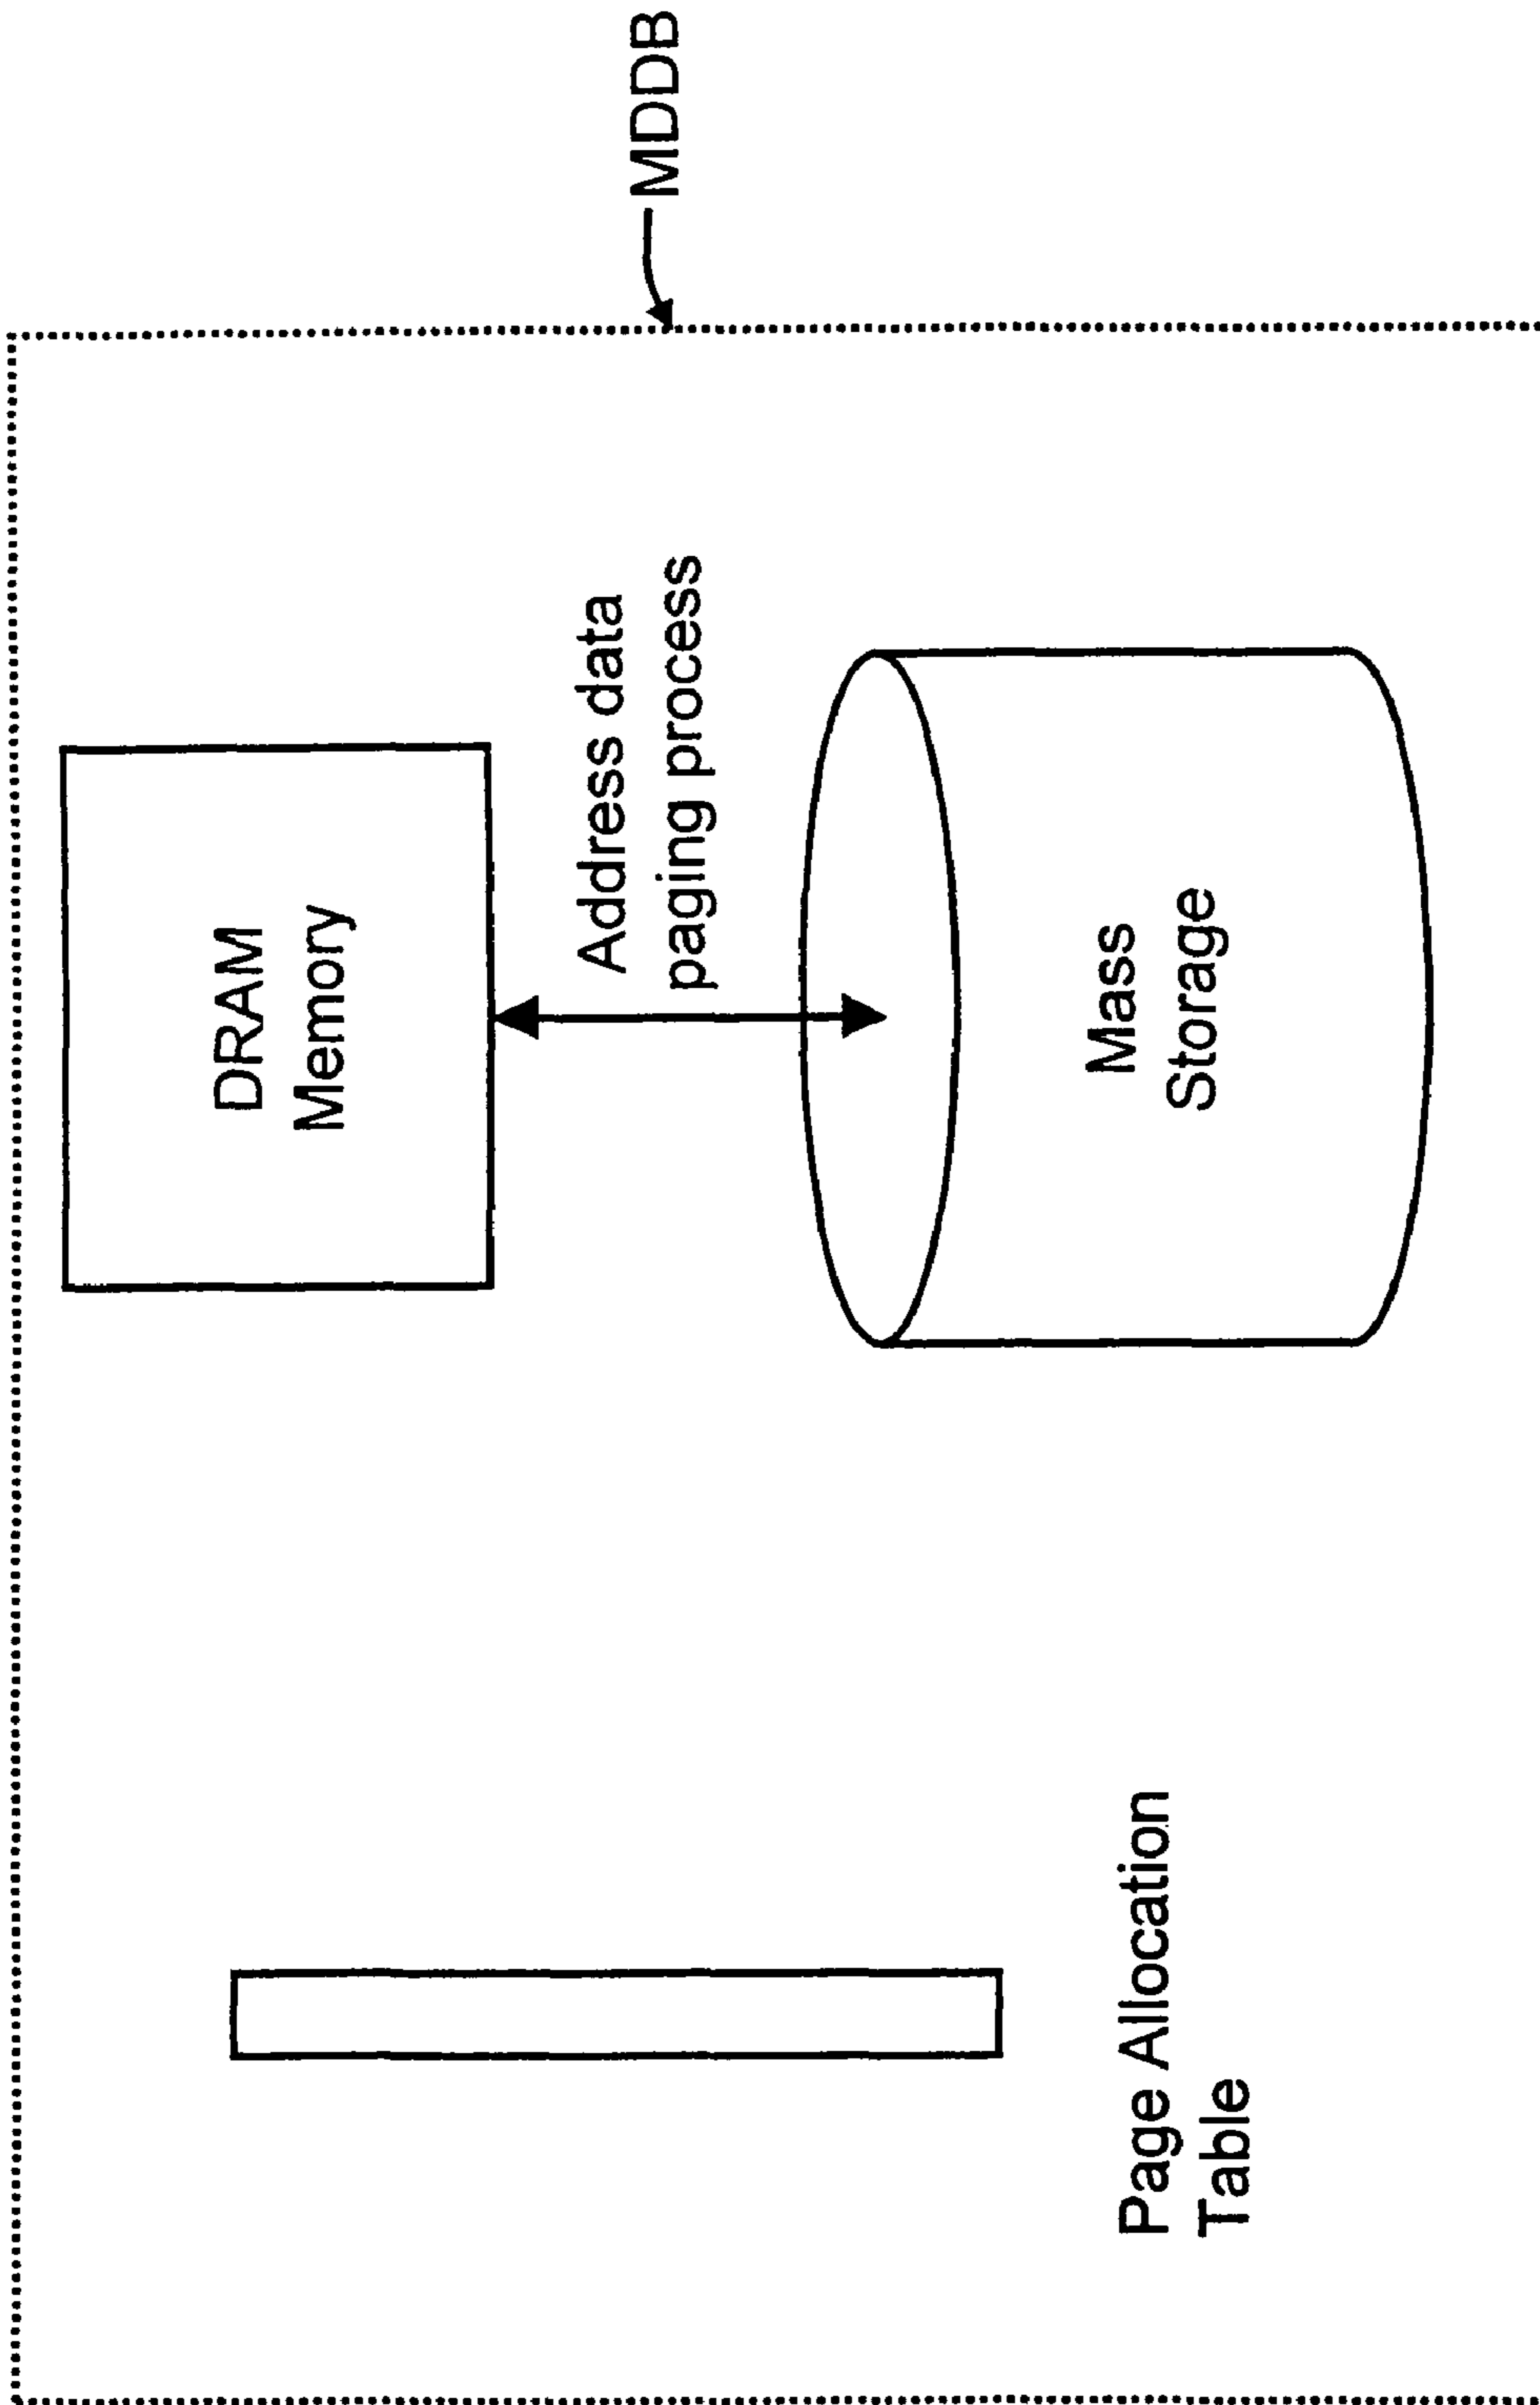 DRAM
Memory
Address data
paging process
Mass
Storage
Page Allocation
Table
MDDB